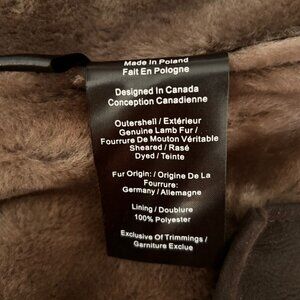 Made In Poland
Fait En Pologne
Designed In Canada
Conception Canadienne
Outershell / Extérieur
Genuine Lamb Fur /
Fourrure De Mouton Véritable
Sheared / Rasé
Dyed / Teinte
Fur Origin: / Origine De La
Fourrure:
Germany / Allemagne
Lining / Doublure
100% Polyester
Exclusive Of Trimmings /
Garniture Exclue